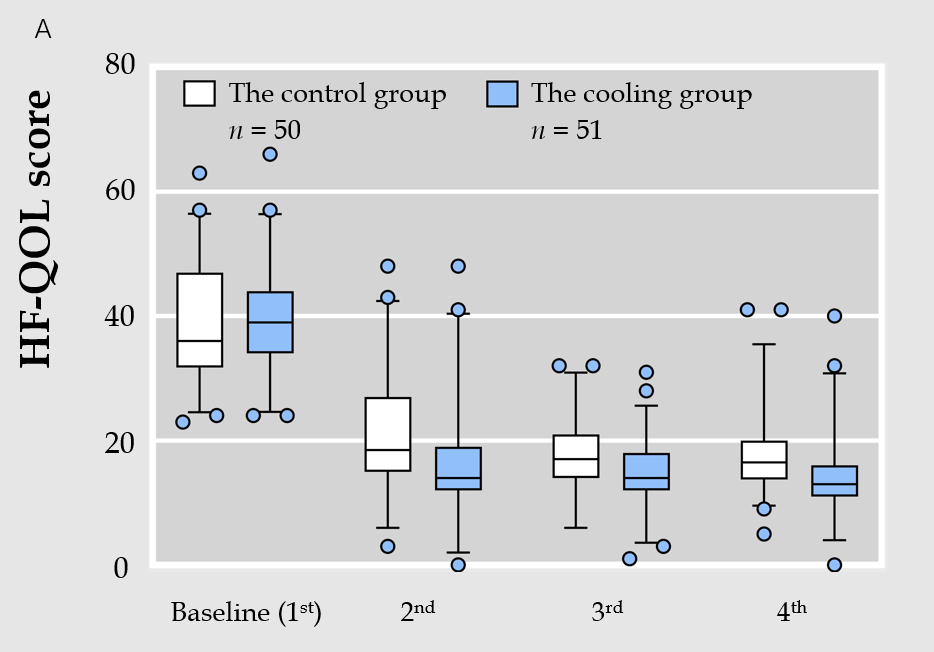 A
HF-QOL score
80
60
40
20
0
The control group
n = 50
The cooling group
n = 51
Baseline (1st)
2nd
3rd
4th